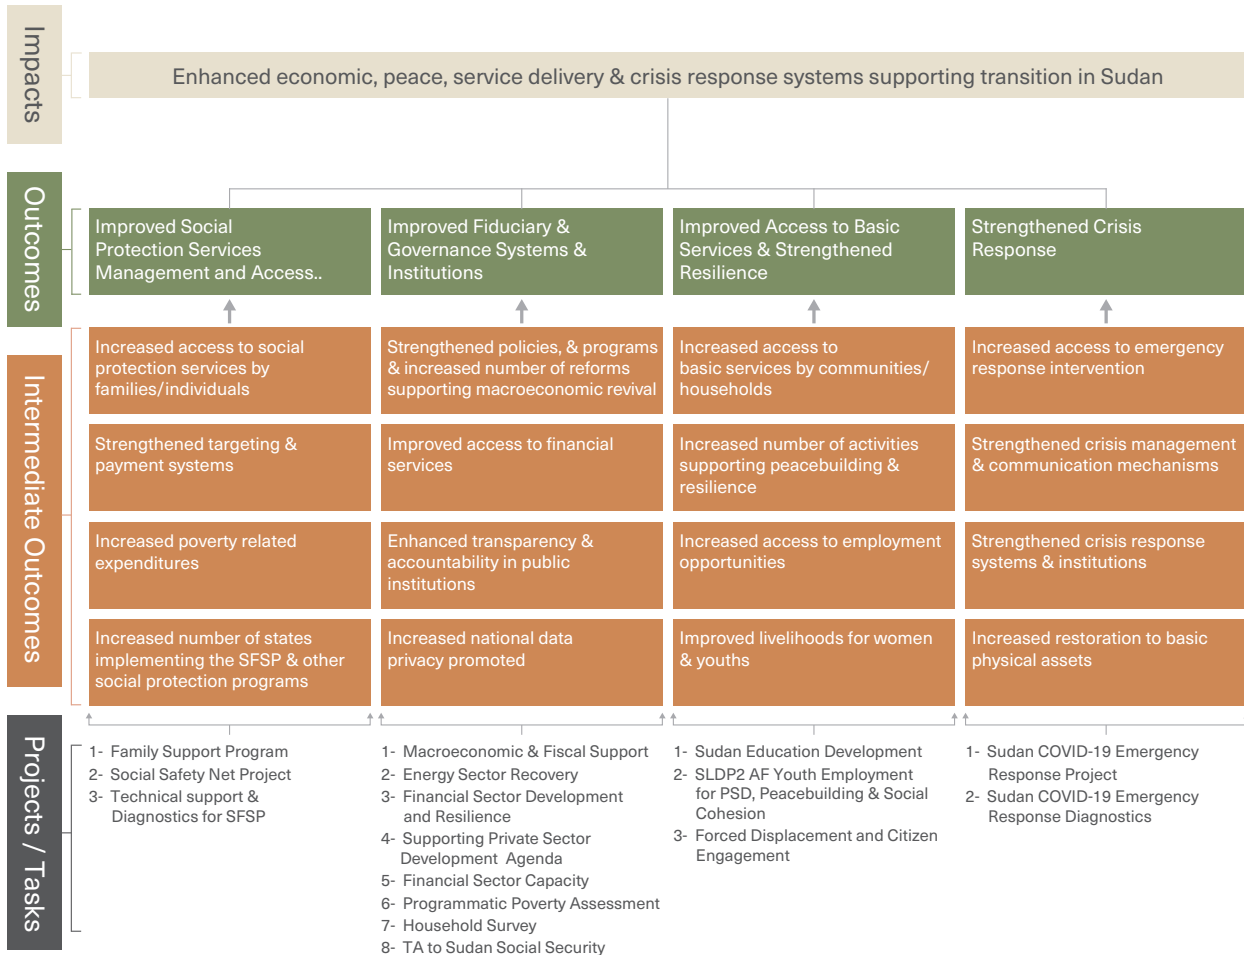 Impacts
Enhanced economic, peace, service delivery & crisis response systems supporting transition in Sudan
Outcomes
Improved Social
Protection Services
Management and Access..
Improved Fiduciary &
Governance Systems &
Institutions
Improved Access to Basic
Services & Strengthened
Resilience
Strengthened Crisis
Response
Intermediate Outcomes
Increased access to social
protection services by
families/individuals
Strengthened policies, & programs
& increased number of reforms
supporting macroeconomic revival
Increased access to
basic services by communities/
households
Increased access to emergency
response intervention
Strengthened targeting &
payment systems
Improved access to financial
services
Increased number of activities
supporting peacebuilding &
resilience
Strengthened crisis management
& communication mechanisms
Increased poverty related
expenditures
Enhanced transparency &
accountability in public
institutions
Increased access to employment
opportunities
Strengthened crisis response
systems & institutions
Increased number of states
implementing the SFSP & other
social protection programs
Increased national data
privacy promoted
Improved livelihoods for women
& youths
Increased restoration to basic
physical assets
Projects / Tasks
1- Family Support Program
2- Social Safety Net Project
3- Technical support &
Diagnostics for SFSP
1- Macroeconomic & Fiscal Support
2- Energy Sector Recovery
3- Financial Sector Development
and Resilience
4- Supporting Private Sector
Development Agenda
5- Financial Sector Capacity
6- Programmatic Poverty Assessment
7- Household Survey
8- TA to Sudan Social Security
1- Sudan Education Development
2- SLDP2 AF Youth Employment
for PSD, Peacebuilding & Social
Cohesion
3- Forced Displacement and Citizen
Engagement
1- Sudan COVID-19 Emergency
Response Project
2- Sudan COVID-19 Emergency
Response Diagnostics